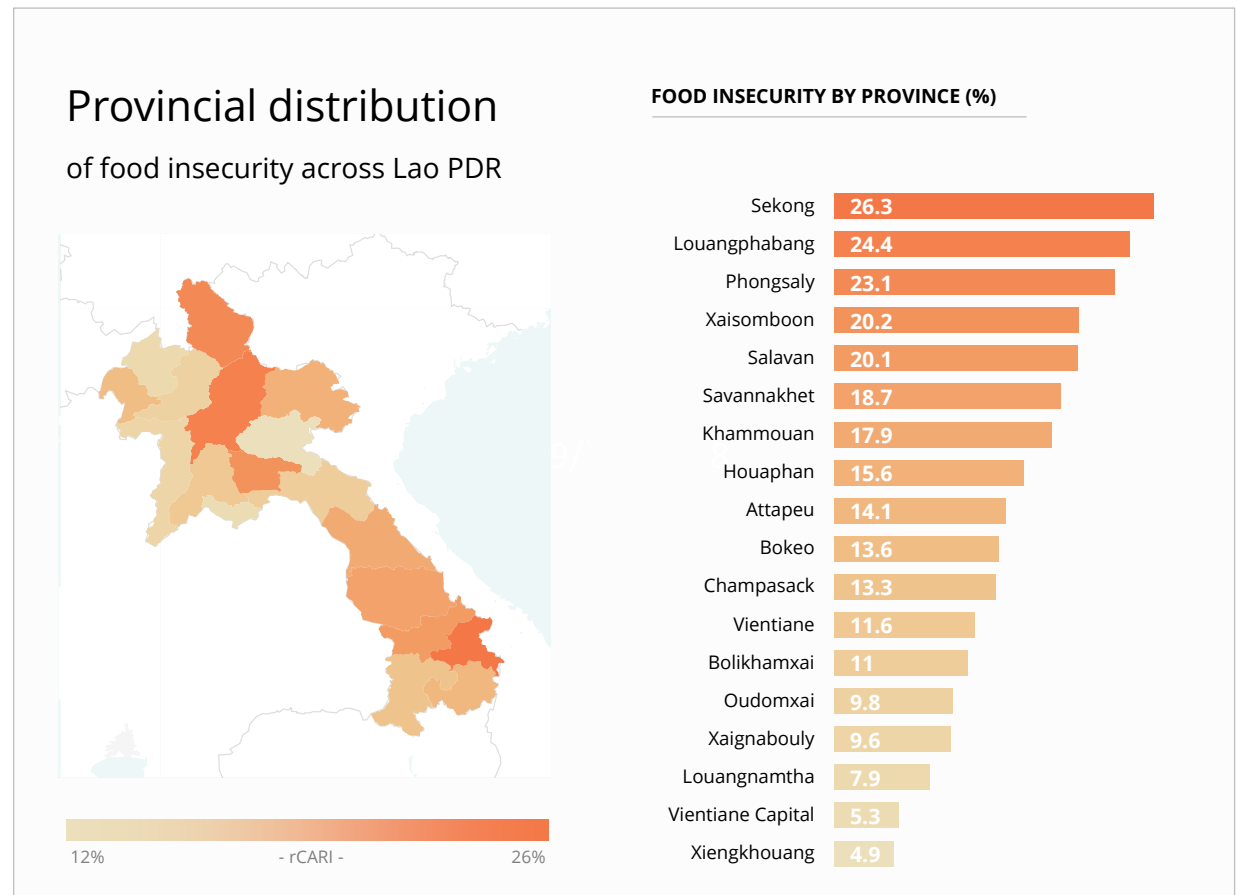 Provincial distribution
of food insecurity across Lao PDR
12%
- rCARI -
26%
FOOD INSECURITY BY PROVINCE (%)
Sekong 26.3
Louangphabang 24.4
Phongsaly 23.1
Xaisomboon 20.2
Salavan 20.1
Savannakhet 18.7
Khammouan 17.9
Houaphan 15.6
Attapeu 14.1
Bokeo 13.6
Champasack 13.3
Vientiane 11.6
Bolikhamxai 11
Oudomxai 9.8
Xaignabouly 9.6
Louangnamtha 7.9
Vientiane Capital 5.3
Xiengkhouang 4.9